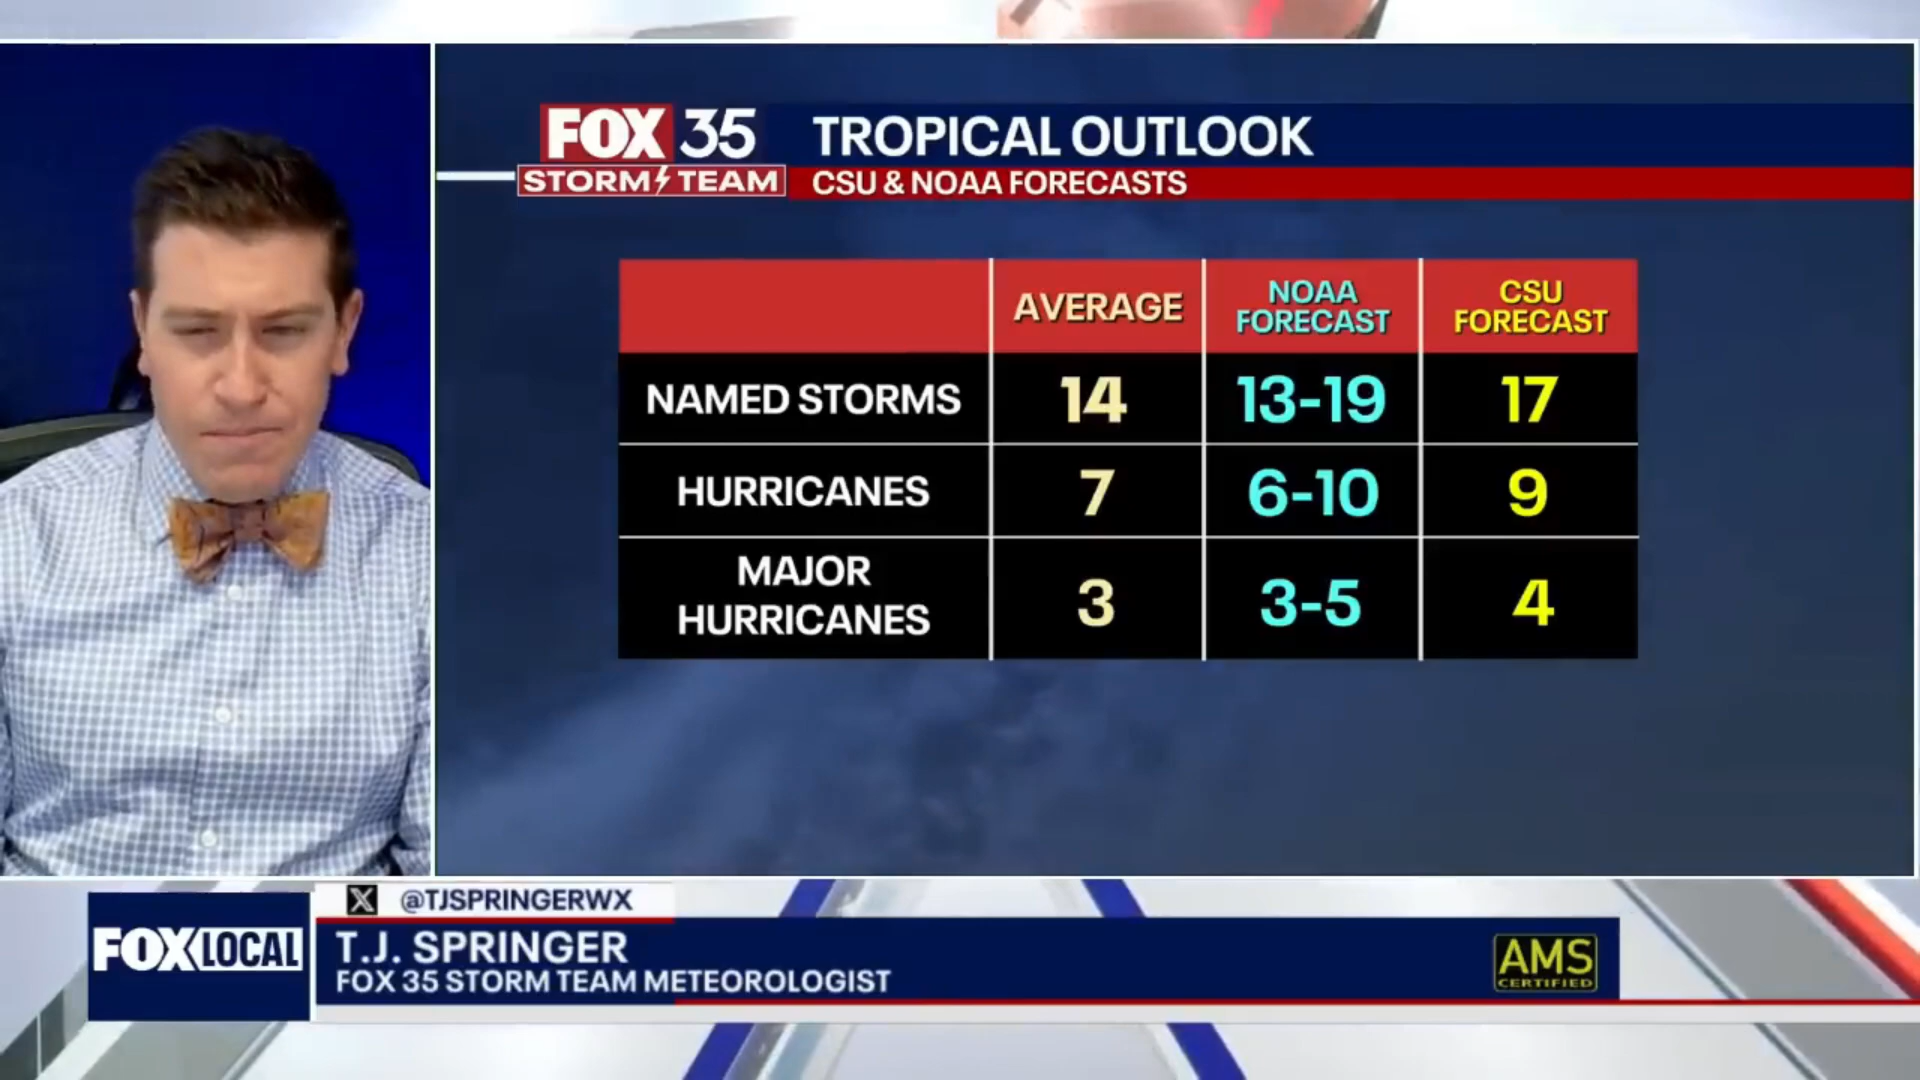 FOX 35
STORM TEAM
TROPICAL OUTLOOK
CSU & NOAA FORECASTS
AVERAGE
NOAA
FORECAST
CSU
FORECAST
NAMED STORMS
14
13-19
17
HURRICANES
7
6-10
9
MAJOR
HURRICANES
3
3-5
4
X @TJSPRINGERWX
FOX LOCAL
T.J. SPRINGER
FOX 35 STORM TEAM METEOROLOGIST
AMS
CERTIFIED